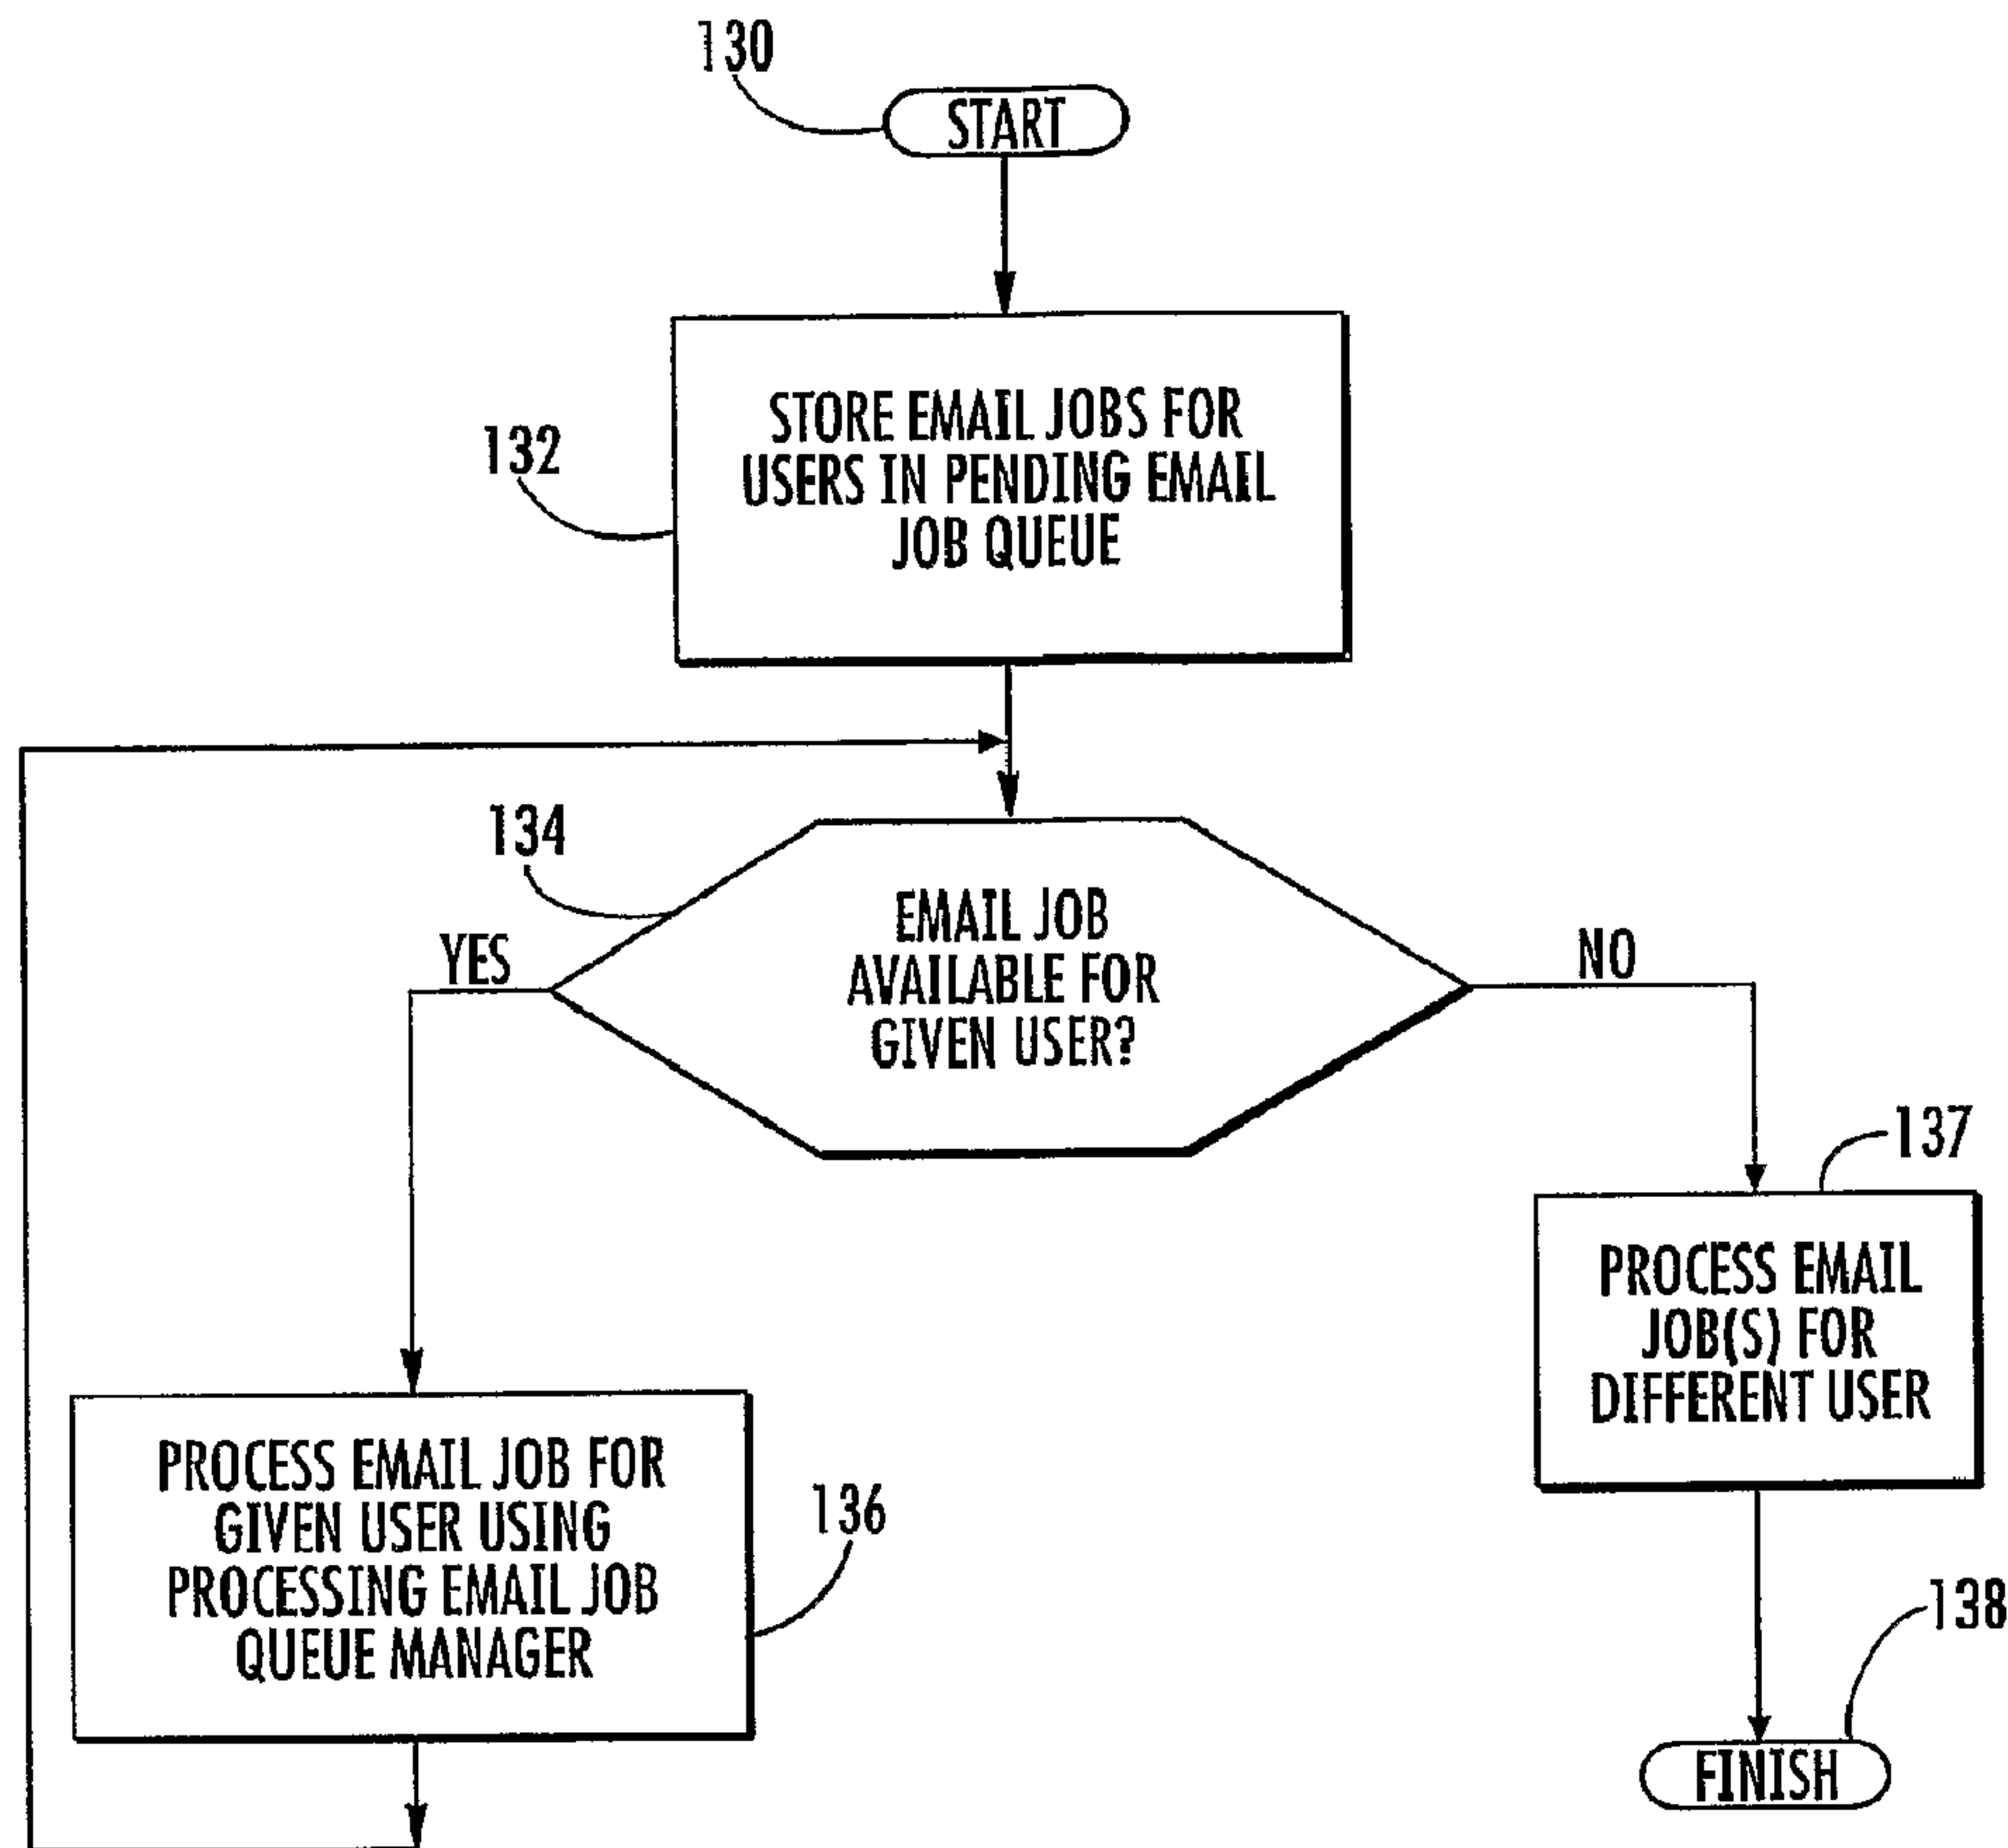 130
START
132
STORE EMAIL JOBS FOR
USERS IN PENDING EMAIL
JOB QUEUE
134
EMAIL JOB
AVAILABLE FOR
GIVEN USER?
YES
NO
137
PROCESS EMAIL
JOB(S) FOR
DIFFERENT USER
PROCESS EMAIL JOB FOR
GIVEN USER USING
PROCESSING EMAIL JOB
QUEUE MANAGER
136
138
FINISH